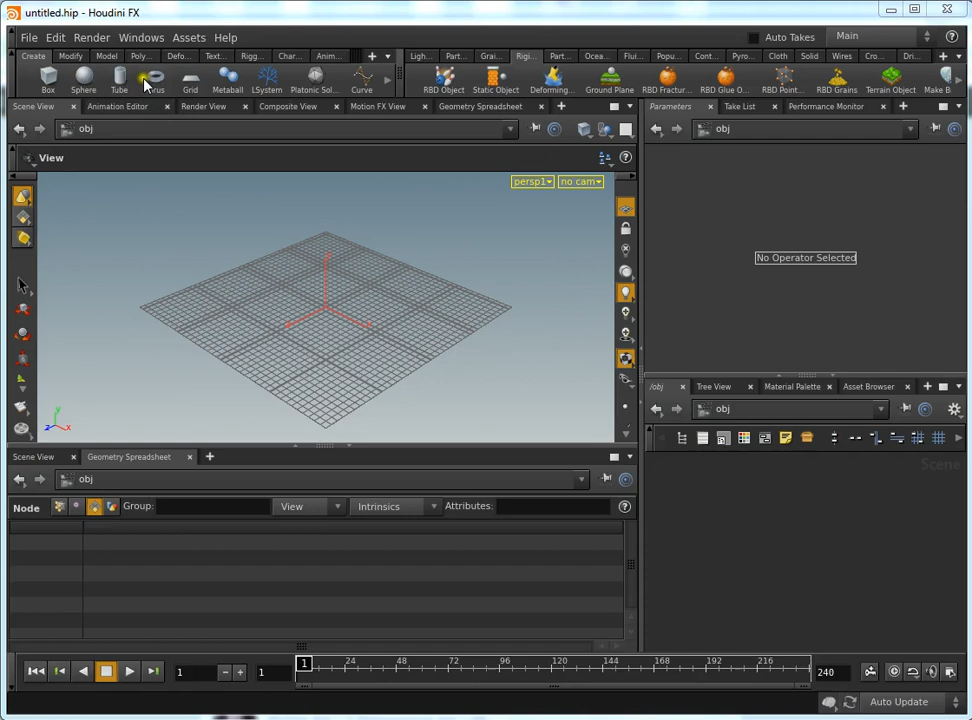 untitled.hip - Houdini FX
File Edit Render Windows Assets Help Auto Takes Main
Create Modify Model Poly... Defo... Text... Rigg... Char... Anim... Ligh... Part... Grai... Rigi... Part... Ocea... Flui... Popu... Cont... Pyro... Cloth Solid Wires Cro... Driv...
Box Sphere Tube Torus Grid Metaball LSystem Platonic Sol... Curve RBD Object Static Object Deforming... Ground Plane RBD Fractur... RBD Glue O... RBD Point... RBD Grains Terrain Object Make B
Scene View Animation Editor Render View Composite View Motion FX View Geometry Spreadsheet Parameters Take List Performance Monitor
obj obj
View
persp1 no cam
No Operator Selected
y
z x
/obj Tree View Material Palette Asset Browser
obj
Scene
Scene View Geometry Spreadsheet
obj
Node Group: View Intrinsics Attributes:
1 1 1 24 48 72 96 120 144 168 192 216 240
Auto Update